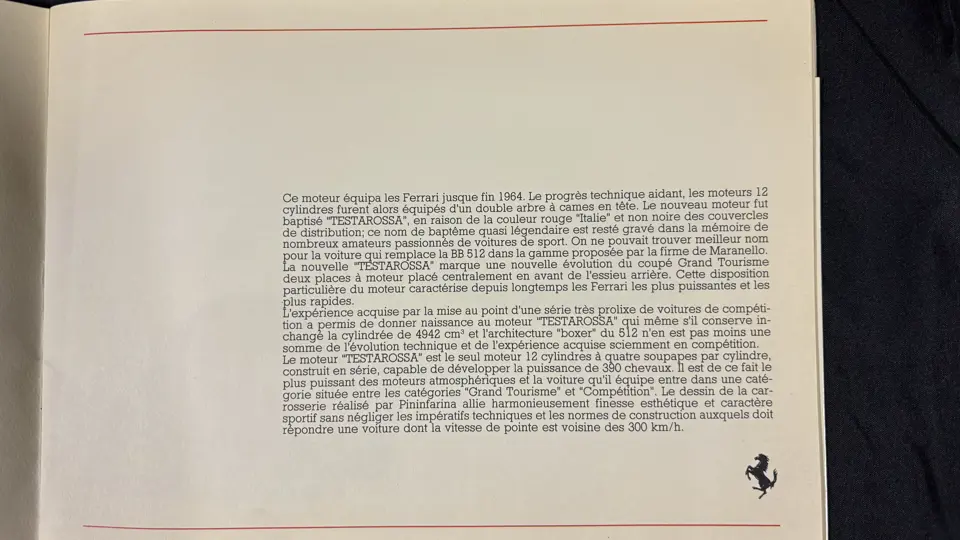 Ce moteur équipa les Ferrari jusque fin 1964. Le progrès technique aidant, les moteurs 12
cylindres furent alors équipés d'un double arbre à cames en tête. Le nouveau moteur fut
baptisé "TESTAROSSA", en raison de la couleur rouge "Italie" et non noire des couvercles
de distribution; ce nom de baptême quasi légendaire est resté gravé dans la mémoire de
nombreux amateurs passionnés de voitures de sport. On ne pouvait trouver meilleur nom
pour la voiture qui remplace la BB 512 dans la gamme proposée par la firme de Maranello.
La nouvelle "TESTAROSSA" marque une nouvelle évolution du coupé Grand Tourisme
deux places à moteur placé centralement en avant de l'essieu arrière. Cette disposition
particulière du moteur caractérise depuis longtemps les Ferrari les plus puissantes et les
plus rapides.
L'expérience acquise par la mise au point d'une série très prolixe de voitures de compéti-
tion a permis de donner naissance au moteur "TESTAROSSA" qui même s'il conserve in-
changé la cylindrée de 4942 cm³ et l'architecture "boxer" du 512 n'en est pas moins une
somme de l'évolution technique et de l'expérience acquise sciemment en compétition.
Le moteur "TESTAROSSA" est le seul moteur 12 cylindres à quatre soupapes par cylindre,
construit en série, capable de développer la puissance de 390 chevaux. Il est de ce fait le
plus puissant des moteurs atmosphériques et la voiture qu'il équipe entre dans une caté-
gorie située entre les catégories "Grand Tourisme" et "Compétition". Le dessin de la car-
rosserie réalisé par Pininfarina allie harmonieusement finesse esthétique et caractère
sportif sans négliger les impératifs techniques et les normes de construction auxquels doit
répondre une voiture dont la vitesse de pointe est voisine des 300 km/h.